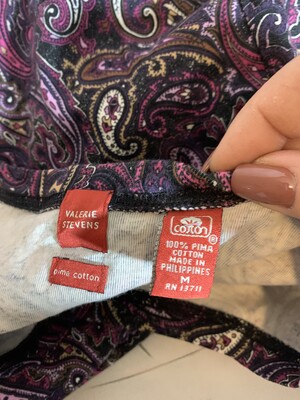 VALERIE
STEVENS
pima cotton
cotton
100% PIMA
COTTON
MADE IN
PHILIPPINES
M
RN 13711